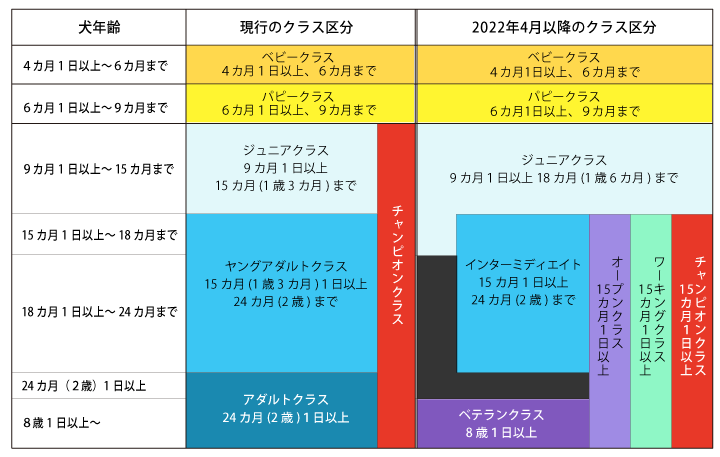 犬年齢
現行のクラス区分
2022年4月以降のクラス区分
4カ月1日以上～6カ月まで
ベビークラス
4カ月1日以上、6カ月まで
ベビークラス
4カ月1日以上、6カ月まで
6カ月1日以上～9カ月まで
パピークラス
6カ月1日以上、9カ月まで
パピークラス
6カ月1日以上、9カ月まで
9カ月1日以上～15カ月まで
ジュニアクラス
9カ月1日以上
15カ月(1歳3カ月)まで
チャンピオンクラス
ジュニアクラス
9カ月1日以上18カ月(1歳6カ月)まで
15カ月1日以上～18カ月まで
18カ月1日以上～24カ月まで
ヤングアダルトクラス
15カ月(1歳3カ月)1日以上
24カ月(2歳)まで
インターミディエイト
15カ月1日以上
24カ月(2歳)まで
オープンクラス
15カ月1日以上
ワーキングクラス
15カ月1日以上
チャンピオンクラス
15カ月1日以上
24カ月（2歳）1日以上
8歳1日以上～
アダルトクラス
24カ月(2歳)1日以上
ベテランクラス
8歳1日以上